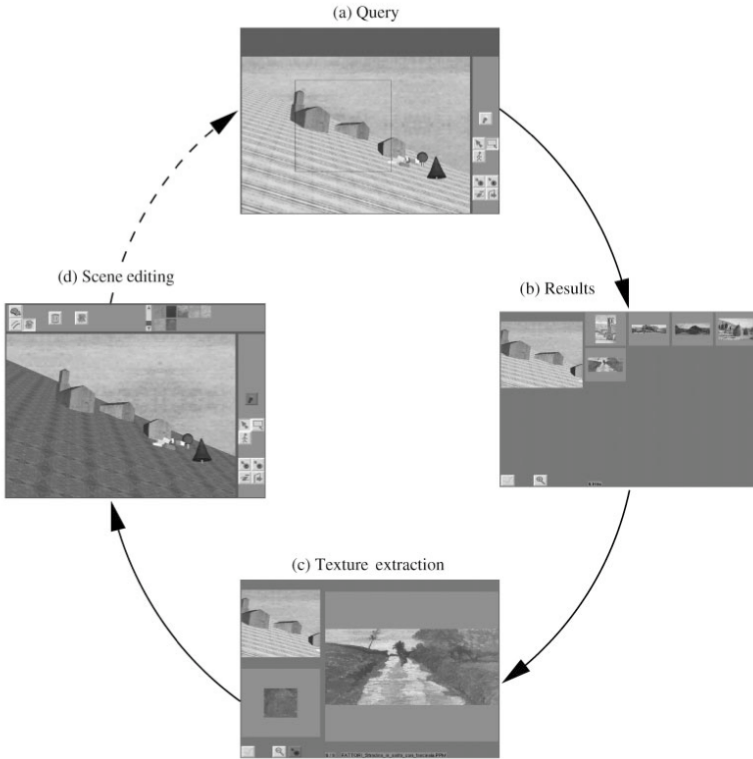 (a) Query
(d) Scene editing
(b) Results
(c) Texture extraction